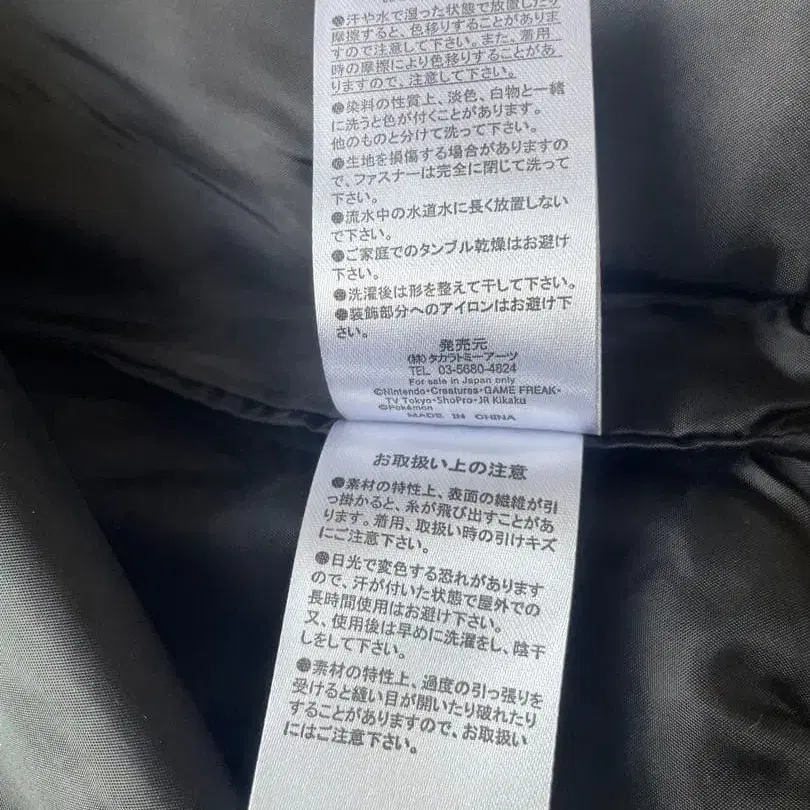 ●汗や水で湿った状態で放置したり
摩擦すると、色移りすることがありま
すので注意して下さい。また、着用
時の摩擦により色移りすることがあ
りますので、注意して下さい。
●染料の性質上、淡色、白物と一緒
に洗うと色が付くことがあります。
他のものと分けて洗って下さい。
●生地を損傷する場合がありますの
で、ファスナーは完全に閉じて洗って
下さい。
●流水中の水道水に長く放置しない
で下さい。
●ご家庭でのタンブル乾燥はお避け
下さい。
●洗濯後は形を整えて干して下さい。
●装飾部分へのアイロンはお避け下
さい。
発売元
(株)タカラトミーアーツ
TEL 03-5680-4824
For sale in Japan only
©Nintendo・Creatures・GAME FREAK・
TV Tokyo・ShoPro・JR Kikaku
©Pokémon
MADE IN CHINA
お取扱い上の注意
●素材の特性上、表面の繊維が引
っ掛かると、糸が飛び出すことがあ
ります。着用、取扱い時の引けキズ
にご注意下さい。
●日光で変色する恐れがあります
ので、汗が付いた状態で屋外での
長時間使用はお避け下さい。
又、使用後は早めに洗濯をし、陰干
しをして下さい。
●素材の特性上、過度の引っ張りを
受けると縫い目が開いたり破れたり
することがありますので、お取扱い
にはご注意下さい。